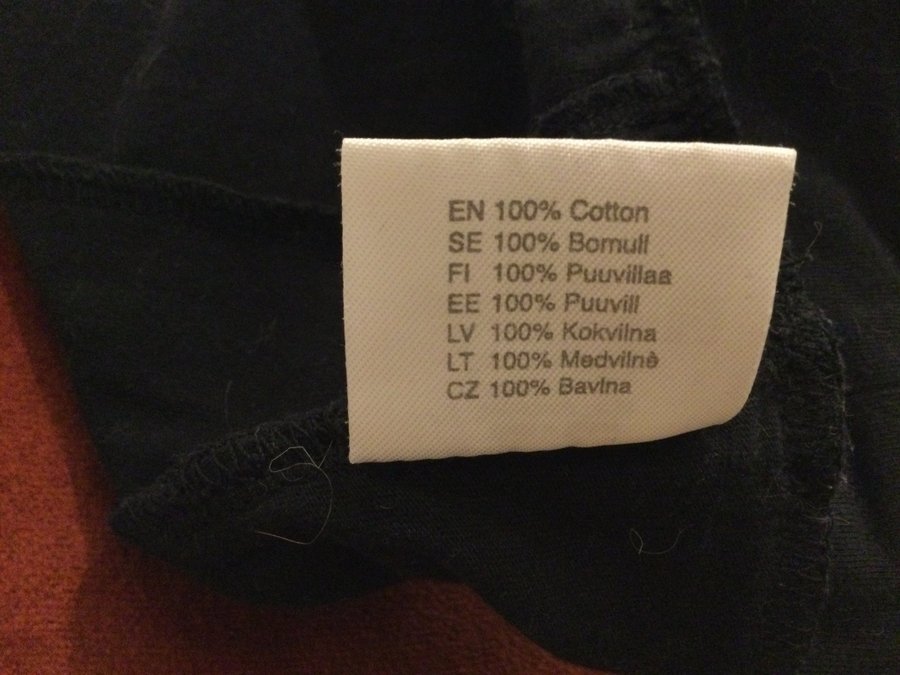 EN 100% Cotton
SE 100% Bomull
FI 100% Puuvillaa
EE 100% Puuvill
LV 100% Kokvilna
LT 100% Medvilnė
CZ 100% Bavlna